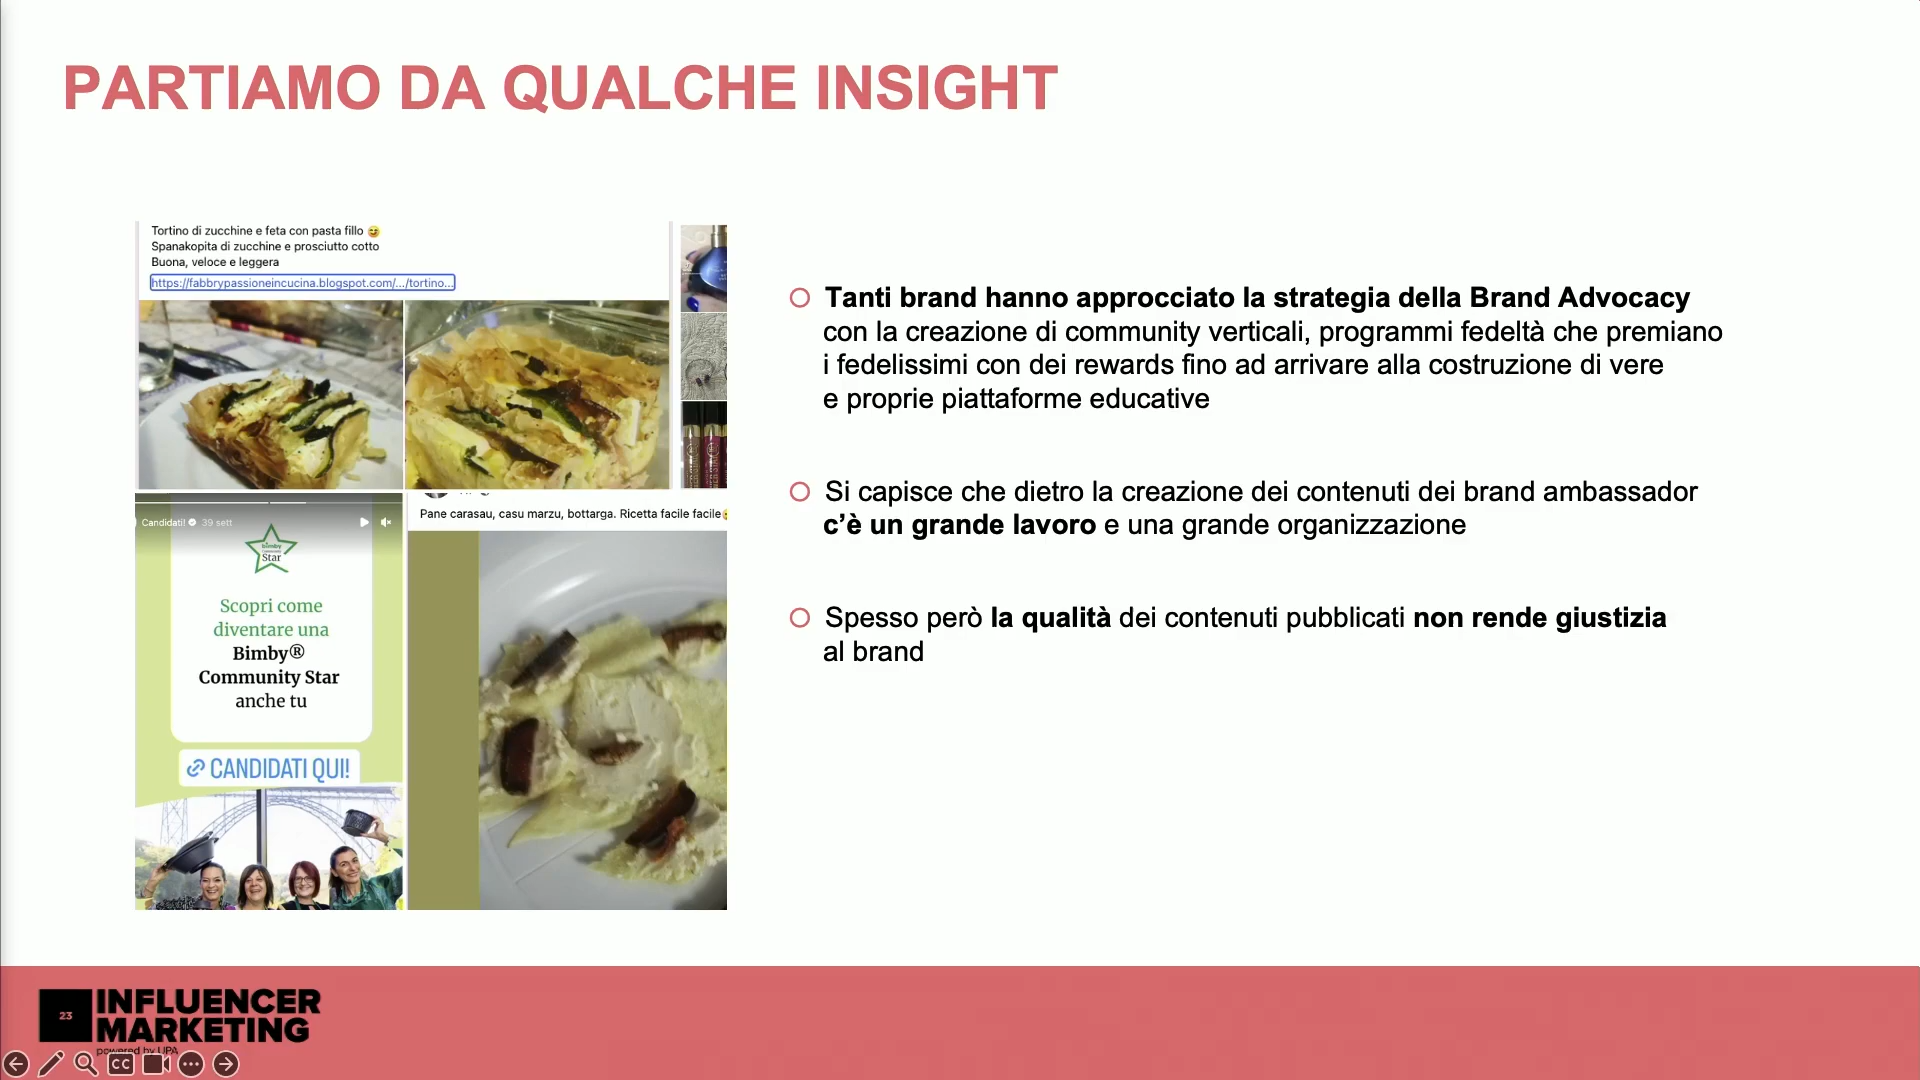 PARTIAMO DA QUALCHE INSIGHT
Tortino di zucchine e feta con pasta fillo
Spanakopita di zucchine e prosciutto cotto
Buona, veloce e leggera
https://fabbrypassioneincucina.blogspot.com/.../tortino...
Candidati! 39 sett
bimby
Star
Scopri come
diventare una
Bimby®
Community Star
anche tu
CANDIDATI QUI!
Pane carasau, casu marzu, bottarga. Ricetta facile facile
Tanti brand hanno approcciato la strategia della Brand Advocacy
con la creazione di community verticali, programmi fedeltà che premiano
i fedelissimi con dei rewards fino ad arrivare alla costruzione di vere
e proprie piattaforme educative
Si capisce che dietro la creazione dei contenuti dei brand ambassador
c’è un grande lavoro e una grande organizzazione
Spesso però la qualità dei contenuti pubblicati non rende giustizia
al brand
23
INFLUENCER
MARKETING
powered by UPA
CC